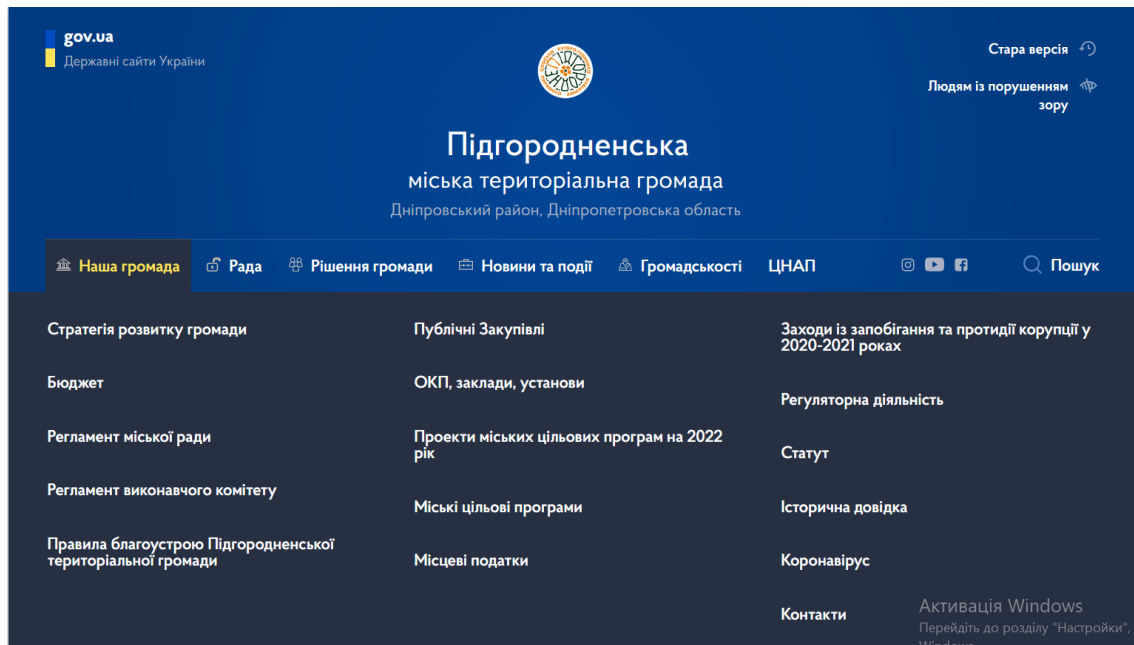 gov.ua
Державні сайти України
Стара версія
Людям із порушенням
зору
Підгородненська
міська територіальна громада
Дніпровський район, Дніпропетровська область
Наша громада Рада Рішення громади Новини та події Громадськості ЦНАП Пошук
Стратегія розвитку громади
Бюджет
Регламент міської ради
Регламент виконавчого комітету
Правила благоустрою Підгородненської
територіальної громади
Публічні Закупівлі
ОКП, заклади, установи
Проекти міських цільових програм на 2022
рік
Міські цільові програми
Місцеві податки
Заходи із запобігання та протидії корупції у
2020-2021 роках
Регуляторна діяльність
Статут
Історична довідка
Коронавірус
Контакти
Активація Windows
Перейдіть до розділу "Настройки",
Windows